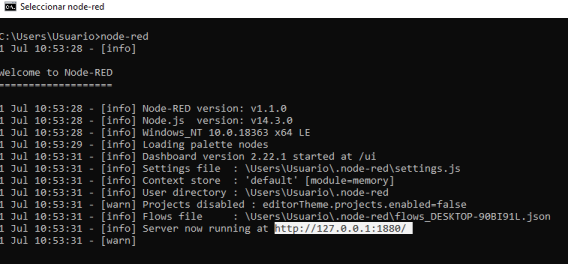 Seleccionar node-red
C:\Users\Usuario>node-red
1 Jul 10:53:28 - [info]
Welcome to Node-RED
===================
1 Jul 10:53:28 - [info] Node-RED version: v1.1.0
1 Jul 10:53:28 - [info] Node.js  version: v14.3.0
1 Jul 10:53:28 - [info] Windows_NT 10.0.18363 x64 LE
1 Jul 10:53:29 - [info] Loading palette nodes
1 Jul 10:53:31 - [info] Dashboard version 2.22.1 started at /ui
1 Jul 10:53:31 - [info] Settings file  : \Users\Usuario\.node-red\settings.js
1 Jul 10:53:31 - [info] Context store  : 'default' [module=memory]
1 Jul 10:53:31 - [info] User directory : \Users\Usuario\.node-red
1 Jul 10:53:31 - [warn] Projects disabled : editorTheme.projects.enabled=false
1 Jul 10:53:31 - [info] Flows file     : \Users\Usuario\.node-red\flows_DESKTOP-90BI91L.json
1 Jul 10:53:31 - [info] Server now running at http://127.0.0.1:1880/
1 Jul 10:53:31 - [warn]